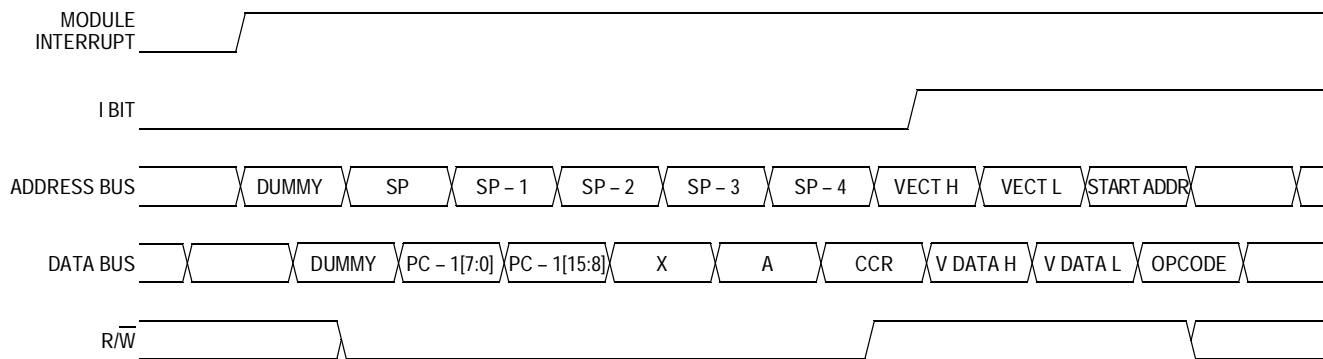 MODULE
INTERRUPT
I BIT
ADDRESS BUS DUMMY SP SP – 1 SP – 2 SP – 3 SP – 4 VECT H VECT L START ADDR
DATA BUS DUMMY PC – 1[7:0] PC – 1[15:8] X A CCR V DATA H V DATA L OPCODE
R/W̅